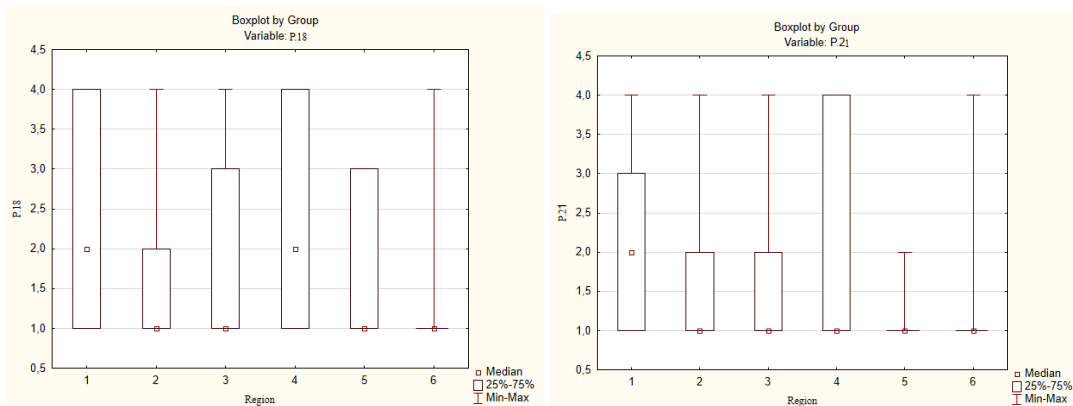 Boxplot by Group
Variable: P.18
4,5
4,0
3,5
3,0
2,5
2,0
1,5
1,0
0,5
P.18
1 2 3 4 5 6
Region
Median
25%-75%
Min-Max
Boxplot by Group
Variable: P.21
4,5
4,0
3,5
3,0
2,5
2,0
1,5
1,0
0,5
P.21
1 2 3 4 5 6
Region
Median
25%-75%
Min-Max